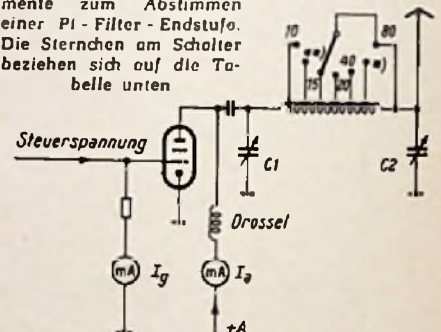 mente zum Abstimmen
einer Pi - Filter - Endstufe.
Die Sternchen am Schalter
beziehen sich auf die Ta-
belle unten
10
80
*)
40
*)
15
20
Steuerspannung
C1
C2
Drossel
mA Ig
mA Ia
+A